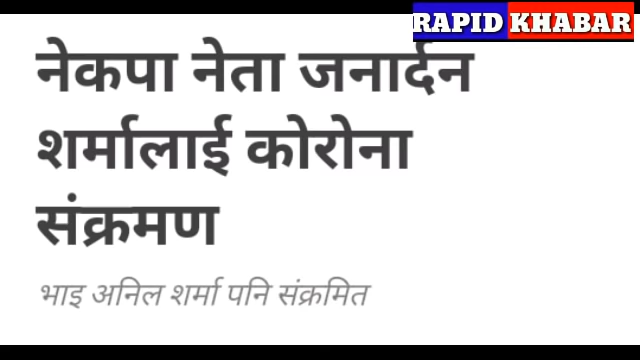 RAPID KHABAR
नेकपा नेता जनार्दन
शर्मालाई कोरोना
संक्रमण
भाइ अनिल शर्मा पनि संक्रमित